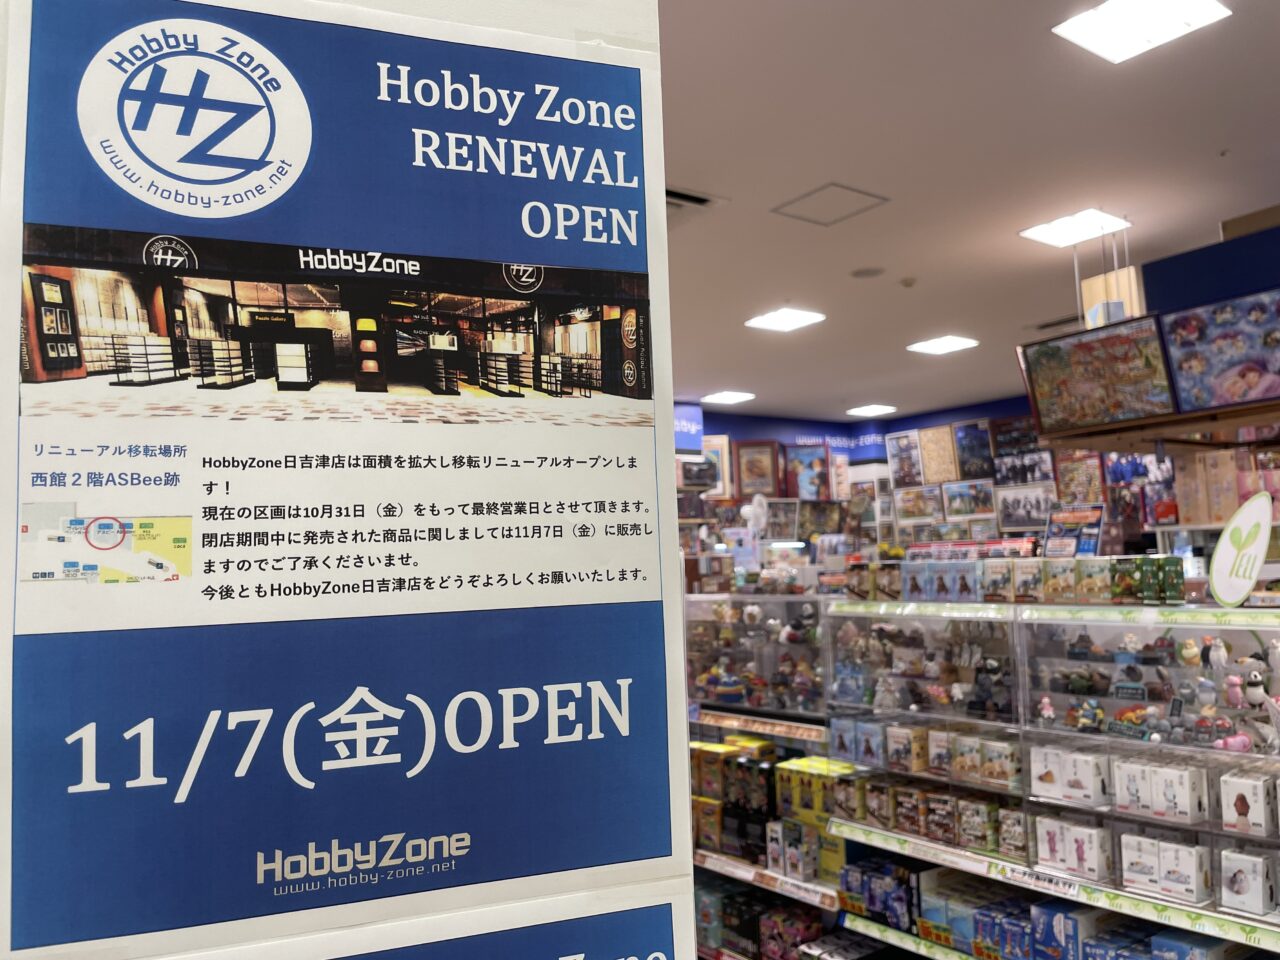 Hobby Zone
HZ
www.hobby-zone.net
Hobby Zone
RENEWAL
OPEN
HobbyZone
リニューアル移転場所
西館２階ASBee跡
HobbyZone日吉津店は面積を拡大し移転リニューアルオープンしま
す！
現在の区画は10月31日（金）をもって最終営業日とさせて頂きます。
閉店期間中に発売された商品に関しましては11月7日（金）に販売し
ますのでご了承くださいませ。
今後ともHobbyZone日吉津店をどうぞよろしくお願いいたします。
11/7(金)OPEN
HobbyZone
www.hobby-zone.net
www.hobby-zone.
YELL